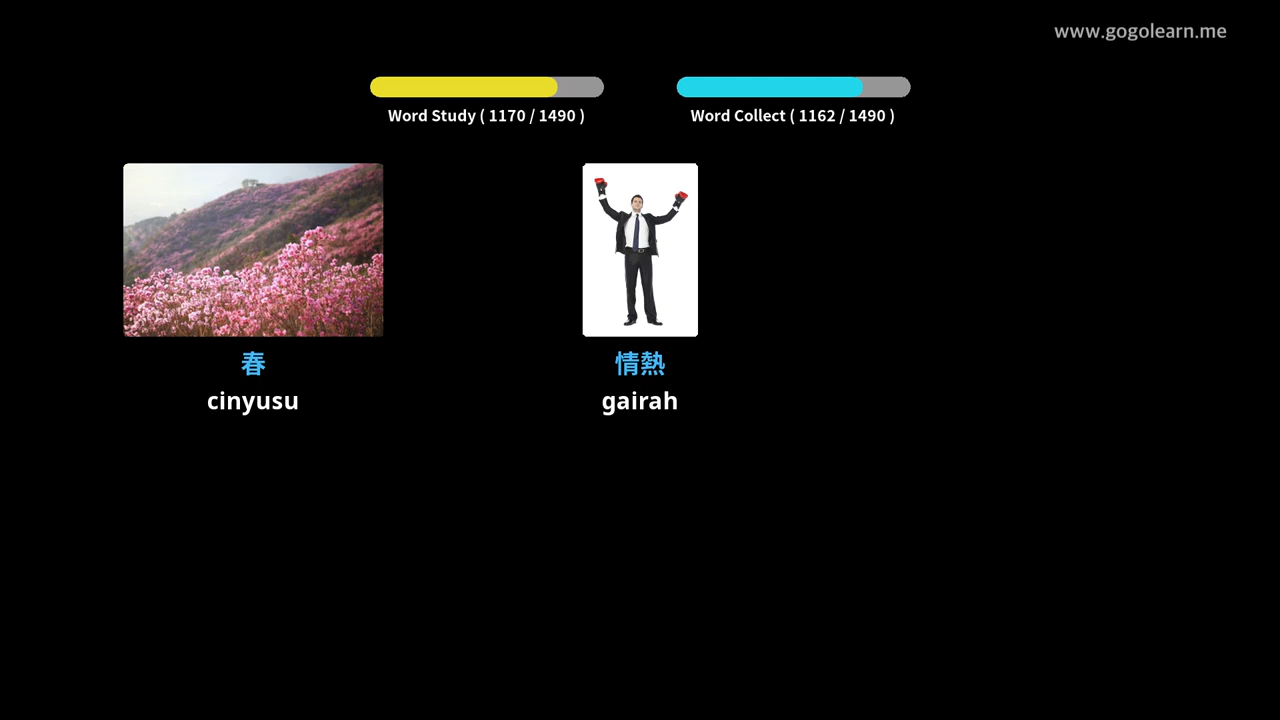 www.gogolearn.me
Word Study ( 1170 / 1490 )
Word Collect ( 1162 / 1490 )
春
cinyusu
情熱
gairah